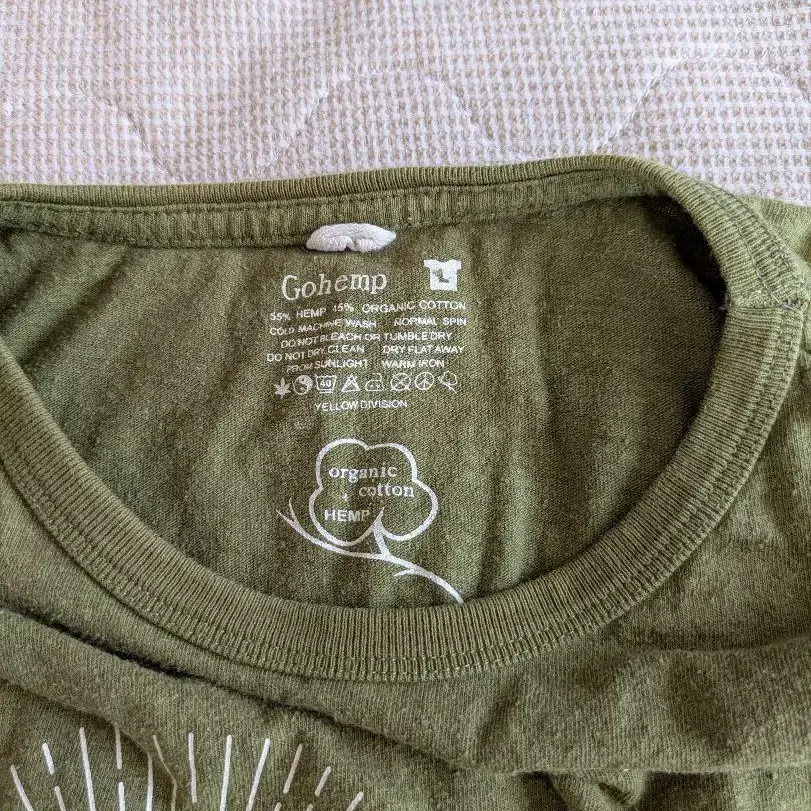 Gohemp
L
55% HEMP 45% ORGANIC COTTON
COLD MACHINE WASH NORMAL SPIN
DO NOT BLEACH OR TUMBLE DRY
DO NOT DRY CLEAN DRY FLAT AWAY
FROM SUNLIGHT WARM IRON
40
YELLOW DIVISION
organic
+ cotton
HEMP